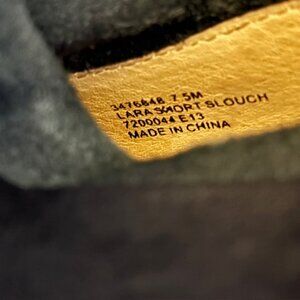 3476848 7.5M
LARA SHORT SLOUCH
7200044 E13
MADE IN CHINA